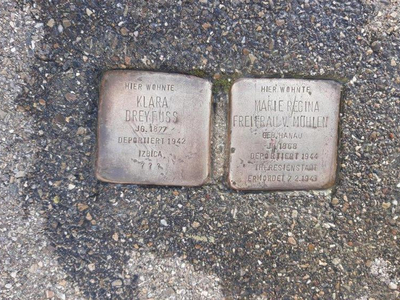 HIER WOHNTE
KLARA
DREYFUSS
JG. 1877
DEPORTIERT 1942
IZBICA
? ? ?
HIER WOHNTE
MARIE REGINA
FREIFRAU V.
GEB. HANAU
DEPORTIERT 1944
THERESIENSTADT
ERMORDET